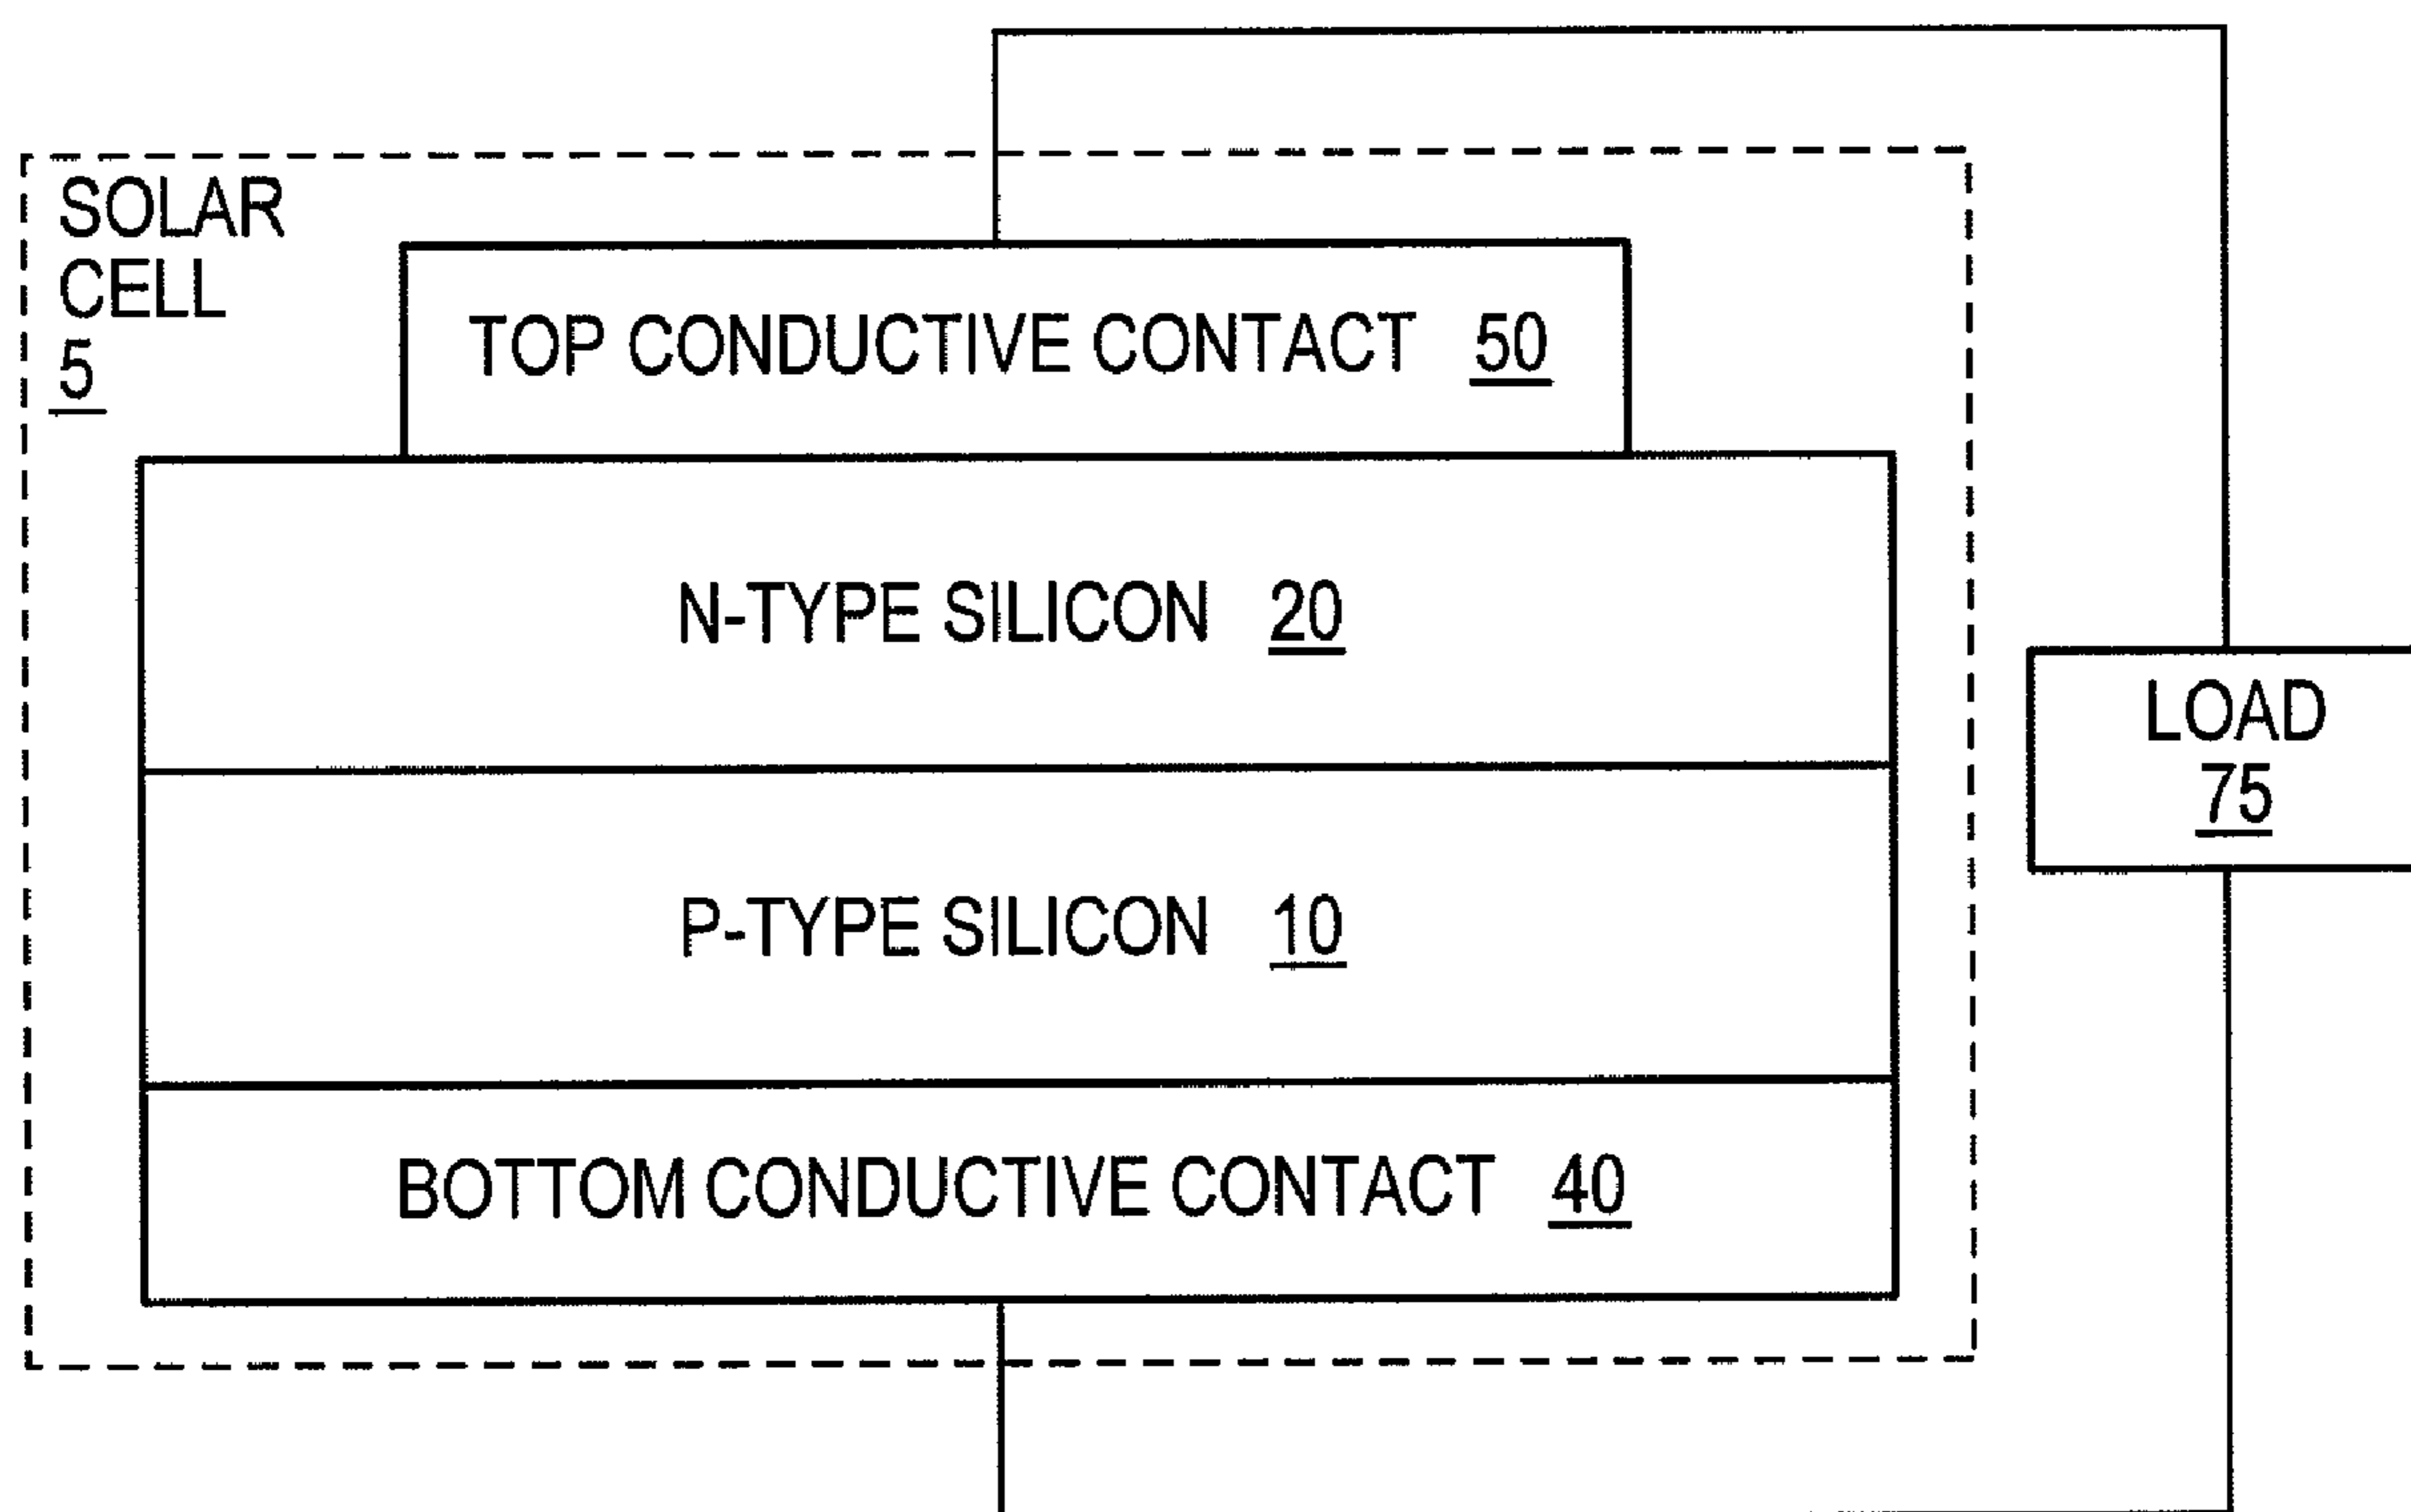 SOLAR
CELL
5
TOP CONDUCTIVE CONTACT 50
N-TYPE SILICON 20
LOAD
75
P-TYPE SILICON 10
BOTTOM CONDUCTIVE CONTACT 40